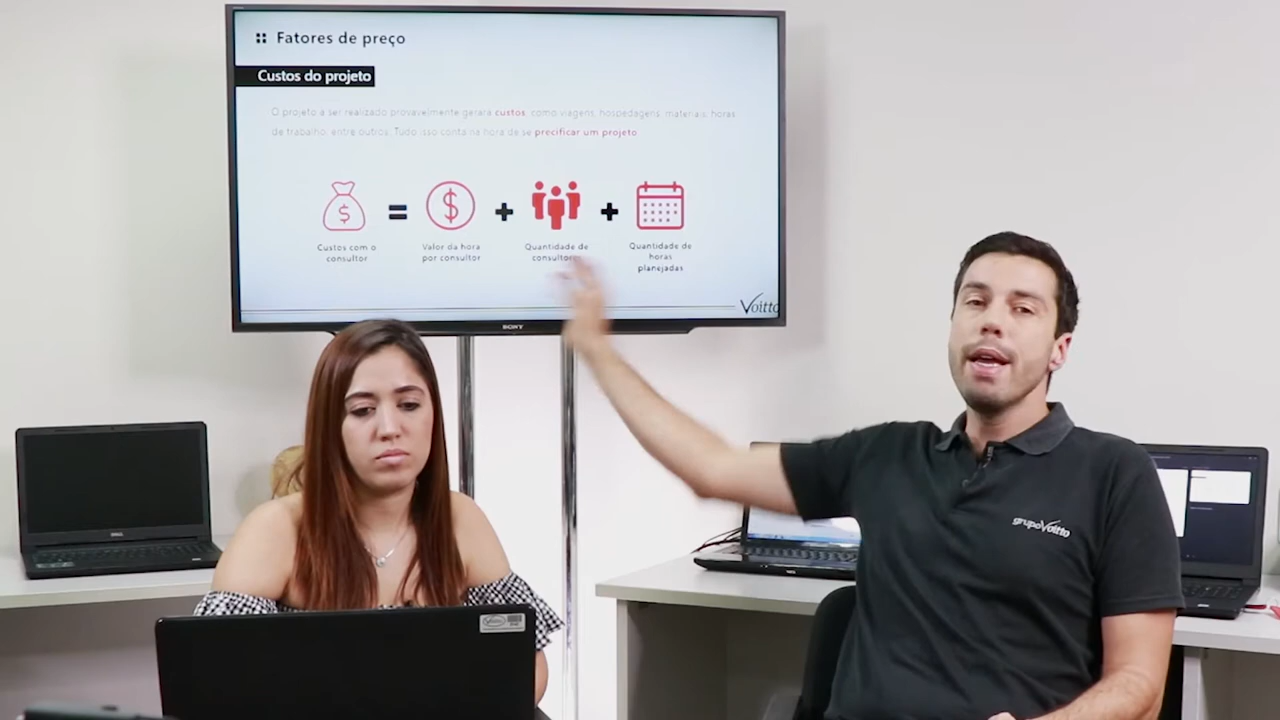 Fatores de preço
Custos do projeto
O projeto a ser realizado provavelmente gerará custos, como viagens, hospedagens, materiais, horas
de trabalho, entre outros. Tudo isso conta na hora de se precificar um projeto
$ = $ + +
Custos com o
consultor
Valor da hora
por consultor
Quantidade de
Quantidade de
horas
planejadas
Voitto
SONY
DELL
grupoVoitto